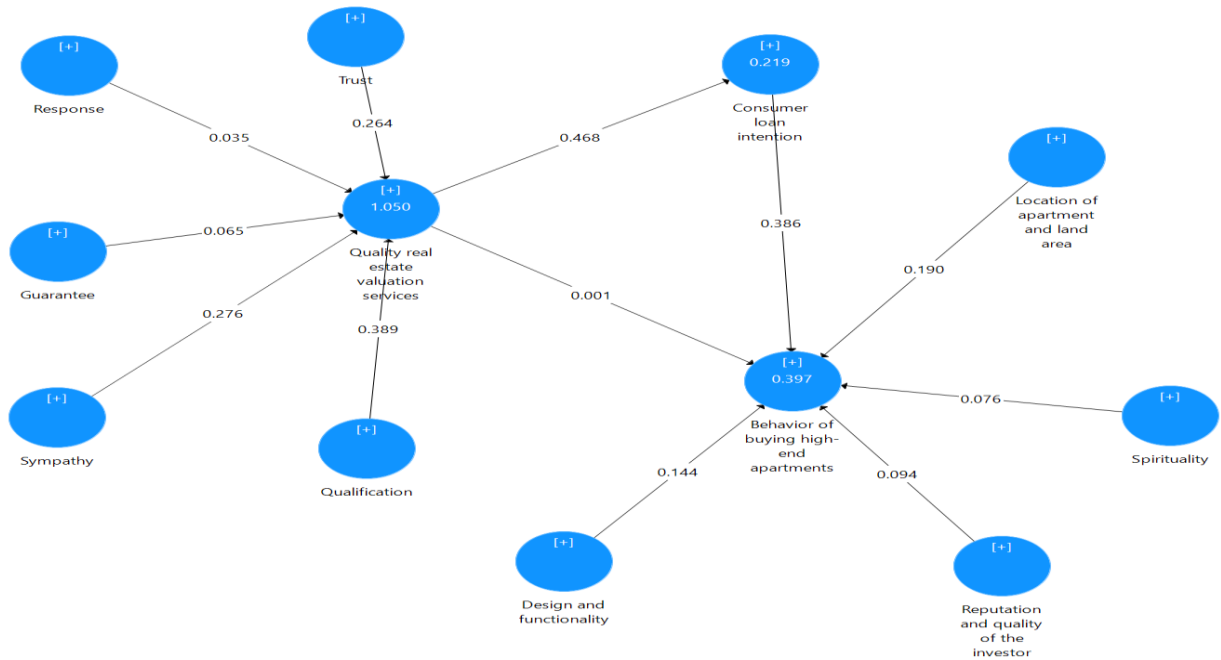 [+]
Trust
[+]
Response
[+]
0.219
Consumer
loan
intention
0.264
0.035
0.468
[+]
Location of
apartment
and land
area
[+]
1.050
Quality real
estate
valuation
services
[+]
Guarantee
0.065
0.386
0.190
0.001
0.276
0.389
[+]
0.397
Behavior of
buying high-
end
apartments
0.076
[+]
Spirituality
[+]
Sympathy
[+]
Qualification
0.144
0.094
[+]
Design and
functionality
[+]
Reputation
and quality
of the
investor